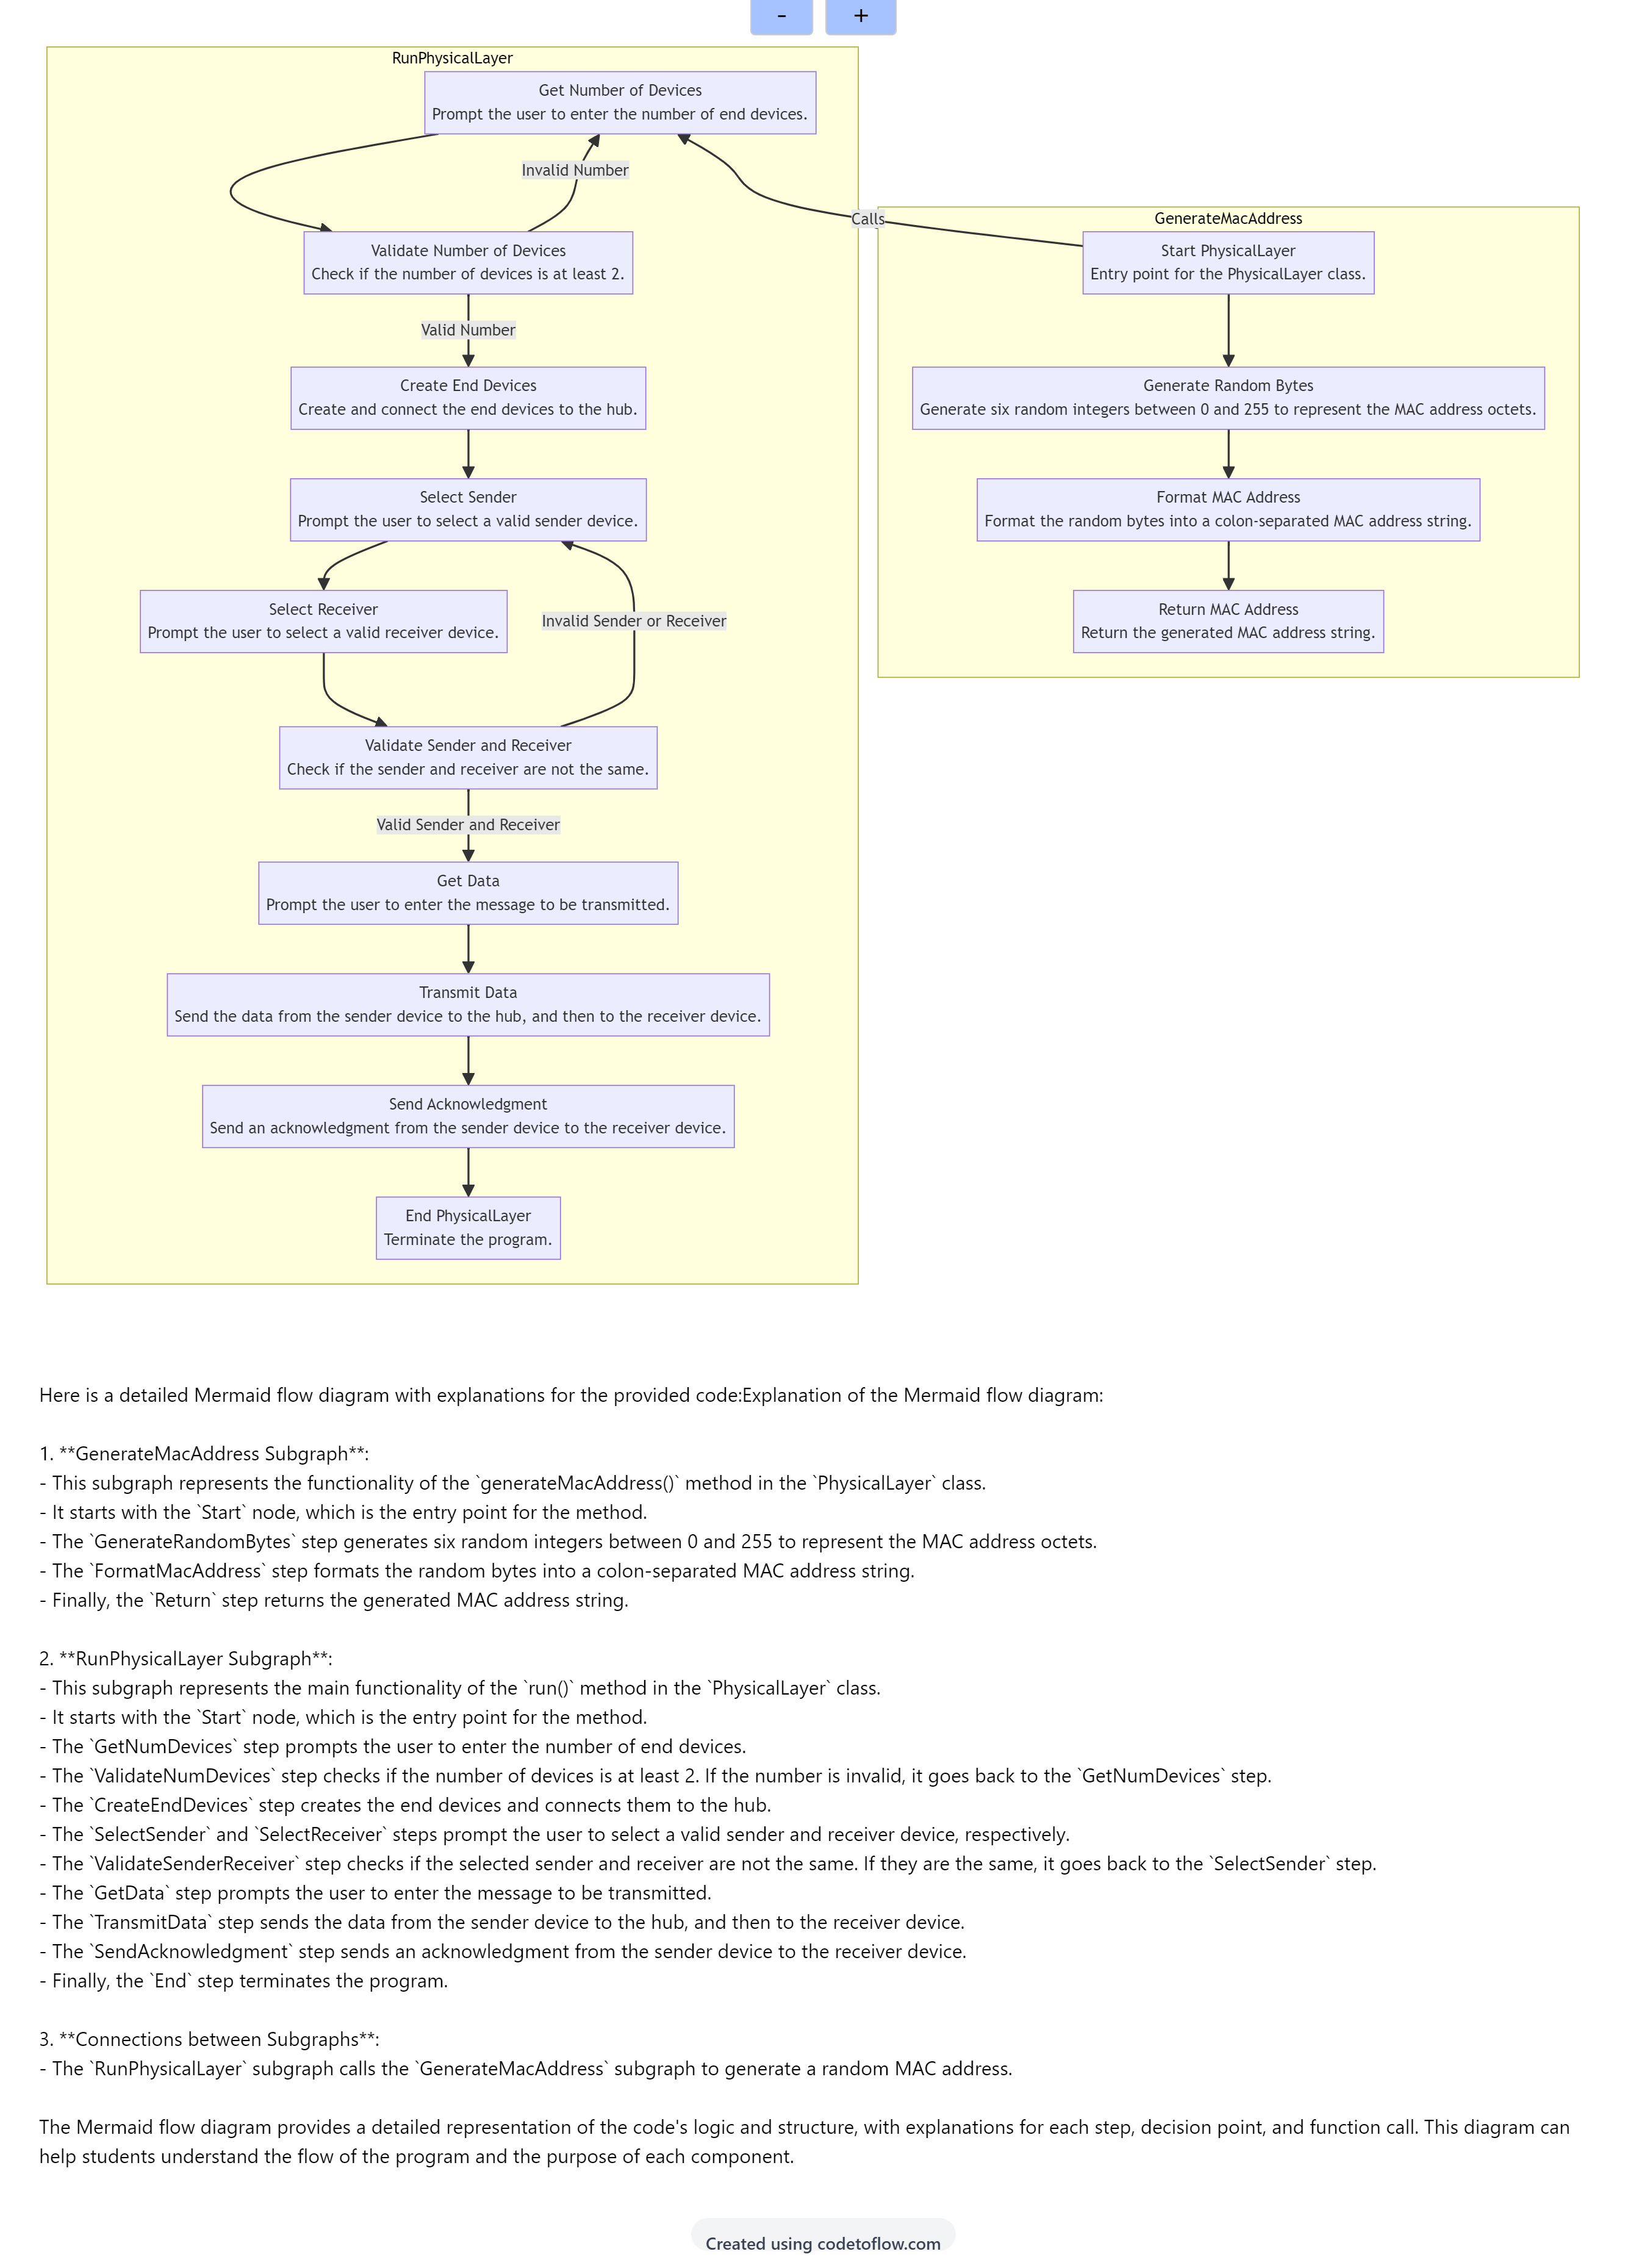 -
+
RunPhysicalLayer
Get Number of Devices
Prompt the user to enter the number of end devices.
Invalid Number
Calls
GenerateMacAddress
Validate Number of Devices
Check if the number of devices is at least 2.
Start PhysicalLayer
Entry point for the PhysicalLayer class.
Valid Number
Create End Devices
Create and connect the end devices to the hub.
Generate Random Bytes
Generate six random integers between 0 and 255 to represent the MAC address octets.
Select Sender
Prompt the user to select a valid sender device.
Format MAC Address
Format the random bytes into a colon-separated MAC address string.
Select Receiver
Prompt the user to select a valid receiver device.
Invalid Sender or Receiver
Return MAC Address
Return the generated MAC address string.
Validate Sender and Receiver
Check if the sender and receiver are not the same.
Valid Sender and Receiver
Get Data
Prompt the user to enter the message to be transmitted.
Transmit Data
Send the data from the sender device to the hub, and then to the receiver device.
Send Acknowledgment
Send an acknowledgment from the sender device to the receiver device.
End PhysicalLayer
Terminate the program.
Here is a detailed Mermaid flow diagram with explanations for the provided code:Explanation of the Mermaid flow diagram:
1. **GenerateMacAddress Subgraph**:
- This subgraph represents the functionality of the `generateMacAddress()` method in the `PhysicalLayer` class.
- It starts with the `Start` node, which is the entry point for the method.
- The `GenerateRandomBytes` step generates six random integers between 0 and 255 to represent the MAC address octets.
- The `FormatMacAddress` step formats the random bytes into a colon-separated MAC address string.
- Finally, the `Return` step returns the generated MAC address string.
2. **RunPhysicalLayer Subgraph**:
- This subgraph represents the main functionality of the `run()` method in the `PhysicalLayer` class.
- It starts with the `Start` node, which is the entry point for the method.
- The `GetNumDevices` step prompts the user to enter the number of end devices.
- The `ValidateNumDevices` step checks if the number of devices is at least 2. If the number is invalid, it goes back to the `GetNumDevices` step.
- The `CreateEndDevices` step creates the end devices and connects them to the hub.
- The `SelectSender` and `SelectReceiver` steps prompt the user to select a valid sender and receiver device, respectively.
- The `ValidateSenderReceiver` step checks if the selected sender and receiver are not the same. If they are the same, it goes back to the `SelectSender` step.
- The `GetData` step prompts the user to enter the message to be transmitted.
- The `TransmitData` step sends the data from the sender device to the hub, and then to the receiver device.
- The `SendAcknowledgment` step sends an acknowledgment from the sender device to the receiver device.
- Finally, the `End` step terminates the program.
3. **Connections between Subgraphs**:
- The `RunPhysicalLayer` subgraph calls the `GenerateMacAddress` subgraph to generate a random MAC address.
The Mermaid flow diagram provides a detailed representation of the code's logic and structure, with explanations for each step, decision point, and function call. This diagram can
help students understand the flow of the program and the purpose of each component.
Created using codetoflow.com